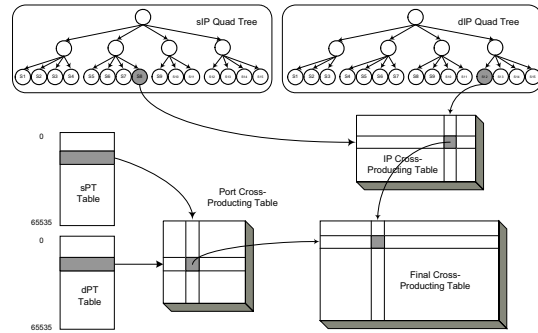 sIP Quad Tree
dIP Quad Tree
S1 S2 S3 S4 S5 S6 S7 S8 S9 S10 S11 S12 S13 S14 S15
S1 S2 S3 S4 S5 S6 S7 S8 S9 S10 S11 S12 S13 S14 S15
0
sPT
Table
65535
IP Cross-
Producting Table
Port Cross-
Producting Table
0
dPT
Table
65535
Final Cross-
Producting Table